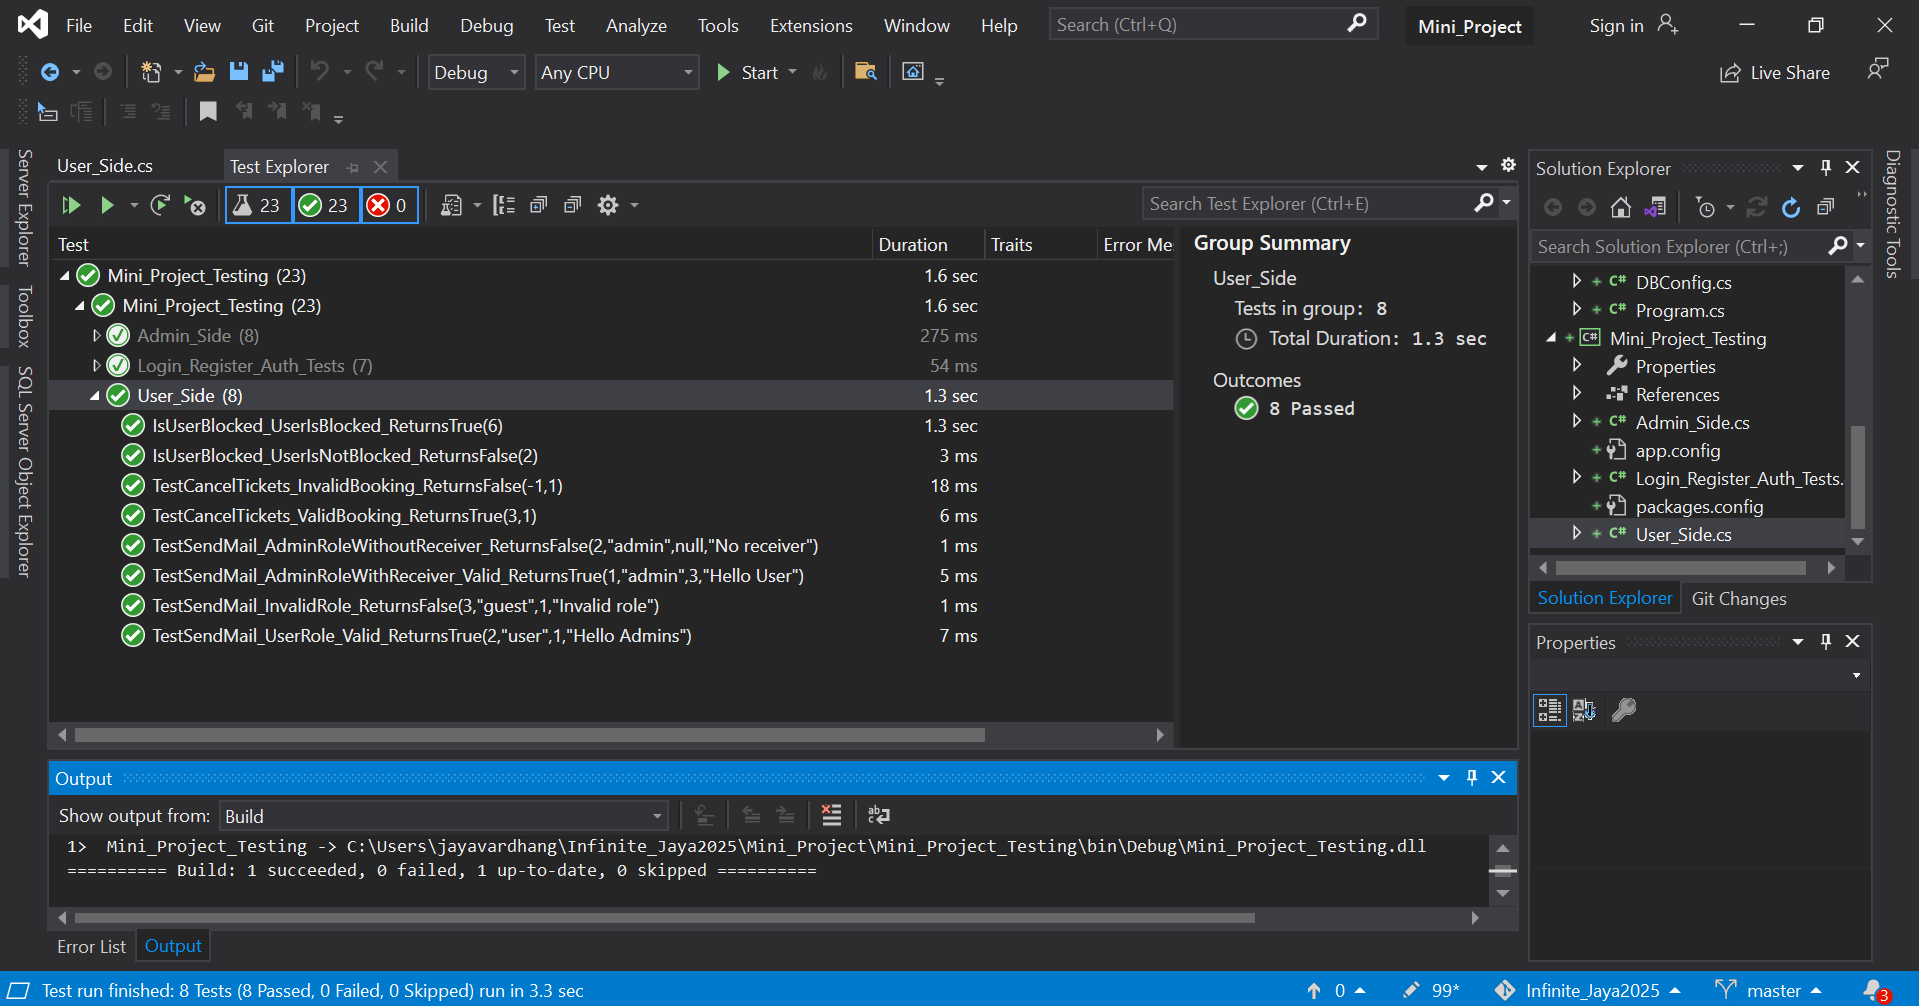 File Edit View Git Project Build Debug Test Analyze Tools Extensions Window Help Search (Ctrl+Q) Mini_Project Sign in
Debug Any CPU Start Live Share
Server Explorer
Toolbox
SQL Server Object Explorer
User_Side.cs Test Explorer
23 23 0 Search Test Explorer (Ctrl+E)
Test Duration Traits Error Me
Mini_Project_Testing (23) 1.6 sec
Mini_Project_Testing (23) 1.6 sec
Admin_Side (8) 275 ms
Login_Register_Auth_Tests (7) 54 ms
User_Side (8) 1.3 sec
IsUserBlocked_UserIsBlocked_ReturnsTrue(6) 1.3 sec
IsUserBlocked_UserIsNotBlocked_ReturnsFalse(2) 3 ms
TestCancelTickets_InvalidBooking_ReturnsFalse(-1,1) 18 ms
TestCancelTickets_ValidBooking_ReturnsTrue(3,1) 6 ms
TestSendMail_AdminRoleWithoutReceiver_ReturnsFalse(2,"admin",null,"No receiver") 1 ms
TestSendMail_AdminRoleWithReceiver_Valid_ReturnsTrue(1,"admin",3,"Hello User") 5 ms
TestSendMail_InvalidRole_ReturnsFalse(3,"guest",1,"Invalid role") 1 ms
TestSendMail_UserRole_Valid_ReturnsTrue(2,"user",1,"Hello Admins") 7 ms
Group Summary
User_Side
Tests in group: 8
Total Duration: 1.3 sec
Outcomes
8 Passed
Solution Explorer
Search Solution Explorer (Ctrl+;)
C# DBConfig.cs
C# Program.cs
C# Mini_Project_Testing
Properties
References
C# Admin_Side.cs
app.config
C# Login_Register_Auth_Tests.
packages.config
C# User_Side.cs
Solution Explorer Git Changes
Properties
Diagnostic Tools
Output
Show output from: Build
1> Mini_Project_Testing -> C:\Users\jayavardhang\Infinite_Jaya2025\Mini_Project\Mini_Project_Testing\bin\Debug\Mini_Project_Testing.dll
========== Build: 1 succeeded, 0 failed, 1 up-to-date, 0 skipped ==========
Error List Output
Test run finished: 8 Tests (8 Passed, 0 Failed, 0 Skipped) run in 3.3 sec 0 99* Infinite_Jaya2025 master 3